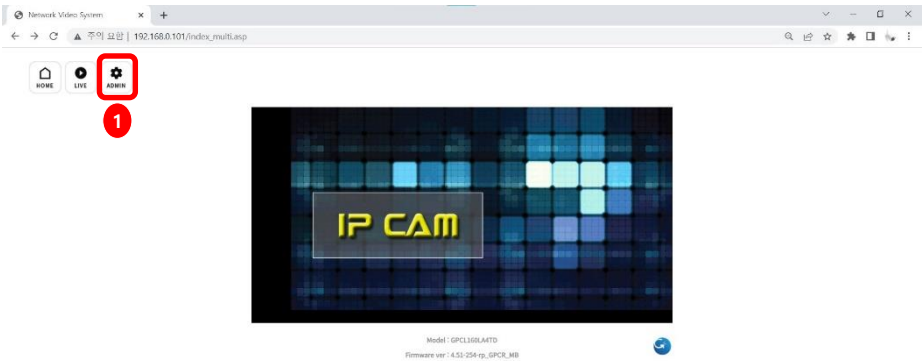 Network Video System
주의 요함 | 192.168.0.101/index_multi.asp
HOME LIVE ADMIN
1
IP CAM
Model : GPCL168LA4TD
Firmware ver : 4.51-254-rp_GPCR_MB